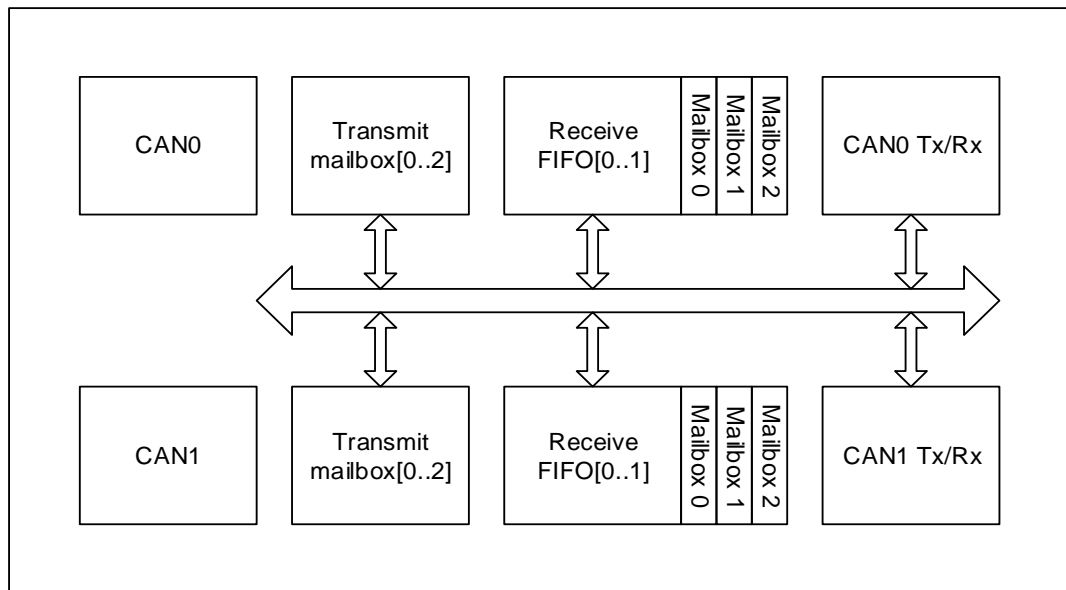 CAN0
Transmit
mailbox[0..2]
Receive
FIFO[0..1]
Mailbox 0
Mailbox 1
Mailbox 2
CAN0 Tx/Rx
CAN1
Transmit
mailbox[0..2]
Receive
FIFO[0..1]
Mailbox 0
Mailbox 1
Mailbox 2
CAN1 Tx/Rx